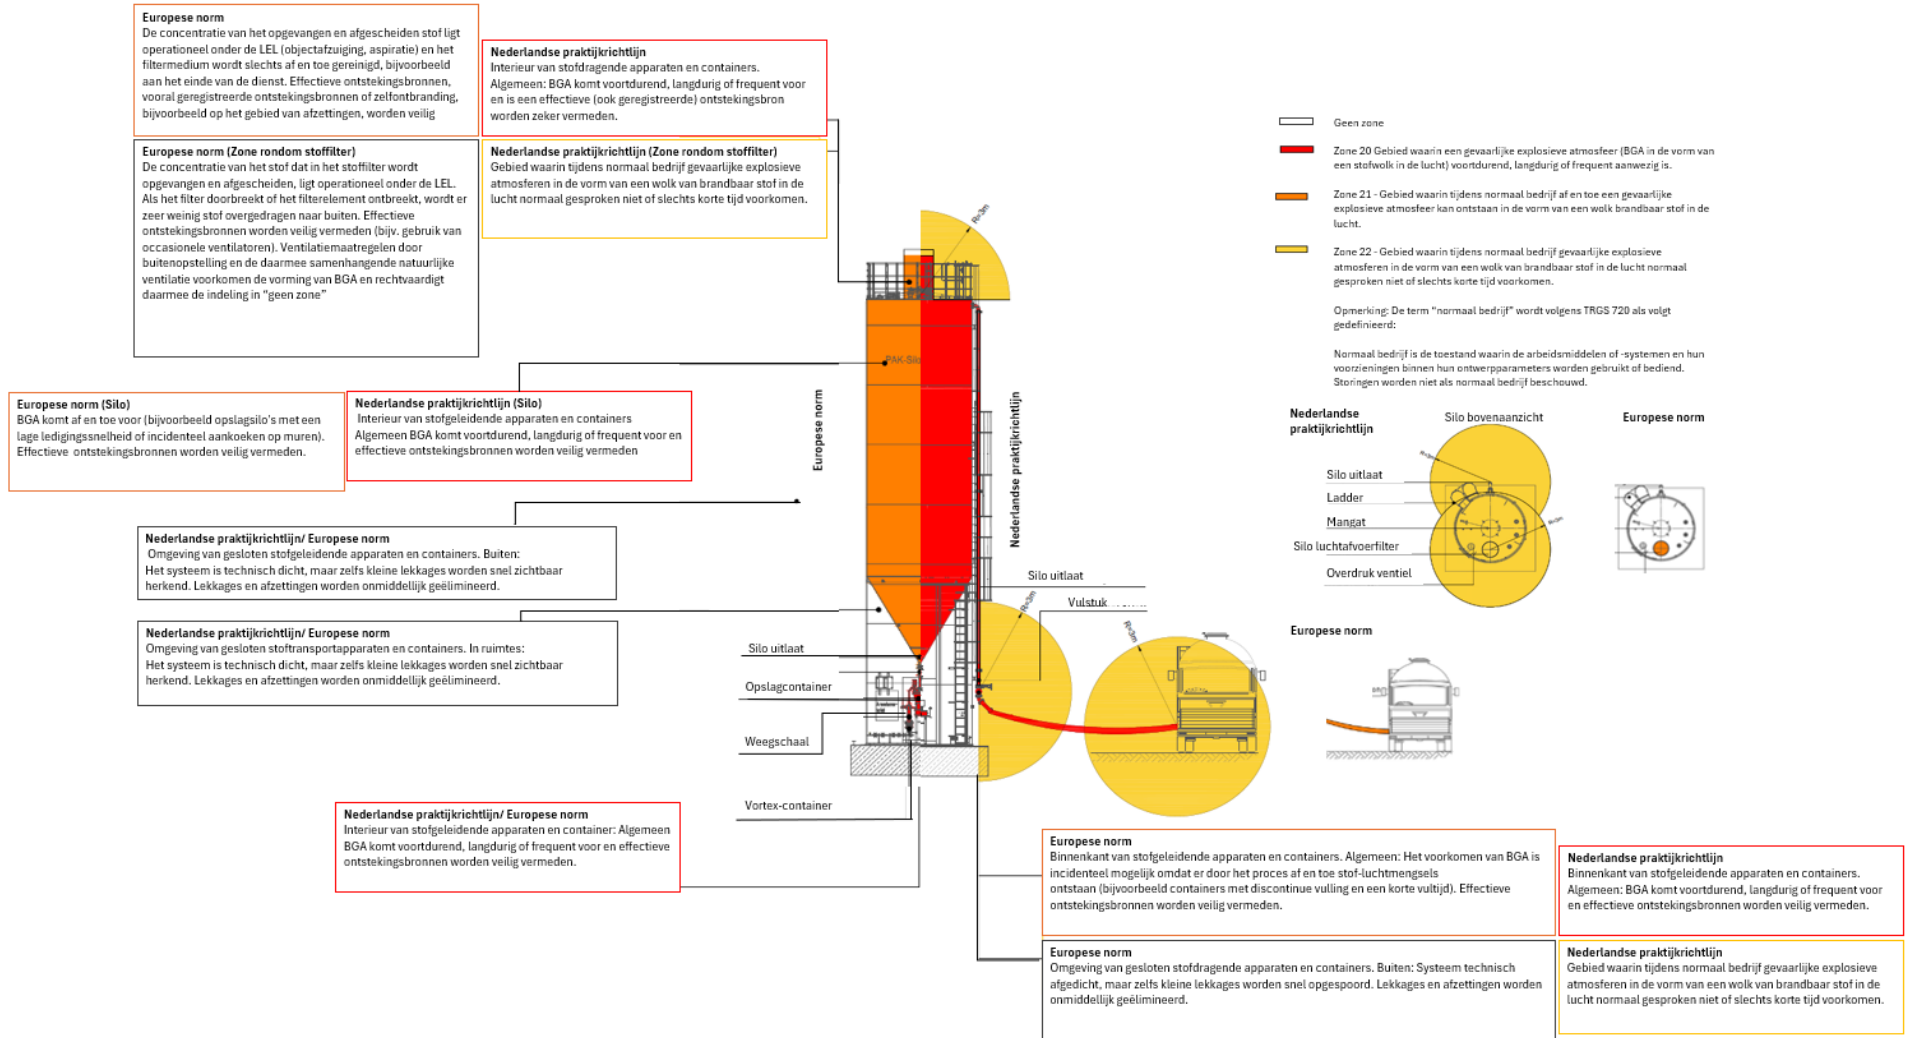 Europese norm
De concentratie van het opgevangen en afgescheiden stof ligt
operationeel onder de LEL (objectafzuiging, aspiratie) en het
filtermedium wordt slechts af en toe gereinigd, bijvoorbeeld
aan het einde van de dienst. Effectieve ontstekingsbronnen,
vooral geregistreerde ontstekingsbronnen of zelfontbranding,
bijvoorbeeld op het gebied van afzettingen, worden veilig
Nederlandse praktijkrichtlijn
Interieur van stofdragende apparaten en containers.
Algemeen: BGA komt voortdurend, langdurig of frequent voor
en is een effectieve (ook geregistreerde) ontstekingsbron
worden zeker vermeden.
Europese norm (Zone rondom stoffilter)
De concentratie van het stof dat in het stoffilter wordt
opgevangen en afgescheiden, ligt operationeel onder de LEL.
Als het filter doorbreekt of het filterelement ontbreekt, wordt er
zeer weinig stof overgedragen naar buiten. Effectieve
ontstekingsbronnen worden veilig vermeden (bijv. gebruik van
occasionele ventilatoren). Ventilatiemaatregelen door
buitenopstelling en de daarmee samenhangende natuurlijke
ventilatie voorkomen de vorming van BGA en rechtvaardigt
daarmee de indeling in “geen zone”
Nederlandse praktijkrichtlijn (Zone rondom stoffilter)
Gebied waarin tijdens normaal bedrijf gevaarlijke explosieve
atmosferen in de vorm van een wolk van brandbaar stof in de
lucht normaal gesproken niet of slechts korte tijd voorkomen.
Geen zone
Zone 20 Gebied waarin een gevaarlijke explosieve atmosfeer (BGA in de vorm van
een stofwolk in de lucht) voortdurend, langdurig of frequent aanwezig is.
Zone 21 - Gebied waarin tijdens normaal bedrijf af en toe een gevaarlijke
explosieve atmosfeer kan ontstaan in de vorm van een wolk brandbaar stof in de
lucht.
Zone 22 - Gebied waarin tijdens normaal bedrijf gevaarlijke explosieve
atmosferen in de vorm van een wolk van brandbaar stof in de lucht normaal
gesproken niet of slechts korte tijd voorkomen.
Opmerking: De term “normaal bedrijf” wordt volgens TRGS 720 als volgt
gedefinieerd:
Normaal bedrijf is de toestand waarin de arbeidsmiddelen of -systemen en hun
voorzieningen binnen hun ontwerpparameters worden gebruikt of bediend.
Storingen worden niet als normaal bedrijf beschouwd.
R=3m
PAK-Silo
Europese norm
Nederlandse praktijkrichtlijn
Europese norm (Silo)
BGA komt af en toe voor (bijvoorbeeld opslagsilo's met een
lage ledigingssnelheid of incidenteel aankoeken op muren).
Effectieve ontstekingsbronnen worden veilig vermeden.
Nederlandse praktijkrichtlijn (Silo)
Interieur van stofgeleidende apparaten en containers
Algemeen BGA komt voortdurend, langdurig of frequent voor en
effectieve ontstekingsbronnen worden veilig vermeden
Nederlandse
praktijkrichtlijn
Silo bovenaanzicht
Europese norm
R=3m
Silo uitlaat
Ladder
Mangat
R=3m
Silo luchtafvoerfilter
Overdruk ventiel
Nederlandse praktijkrichtlijn/ Europese norm
Omgeving van gesloten stofgeleidende apparaten en containers. Buiten:
Het systeem is technisch dicht, maar zelfs kleine lekkages worden snel zichtbaar
herkend. Lekkages en afzettingen worden onmiddellijk geëlimineerd.
Nederlandse praktijkrichtlijn/ Europese norm
Omgeving van gesloten stoftransportapparaten en containers. In ruimtes:
Het systeem is technisch dicht, maar zelfs kleine lekkages worden snel zichtbaar
herkend. Lekkages en afzettingen worden onmiddellijk geëlimineerd.
Silo uitlaat
Vulstuk
R=3m
R=3m
Europese norm
Silo uitlaat
Opslagcontainer
Weegschaal
Vortex-container
Nederlandse praktijkrichtlijn/ Europese norm
Interieur van stofgeleidende apparaten en container: Algemeen
BGA komt voortdurend, langdurig of frequent voor en effectieve
ontstekingsbronnen worden veilig vermeden.
Europese norm
Binnenkant van stofgeleidende apparaten en containers. Algemeen: Het voorkomen van BGA is
incidenteel mogelijk omdat er door het proces af en toe stof-luchtmengsels
ontstaan (bijvoorbeeld containers met discontinue vulling en een korte vultijd). Effectieve
ontstekingsbronnen worden veilig vermeden.
Nederlandse praktijkrichtlijn
Binnenkant van stofgeleidende apparaten en containers.
Algemeen: BGA komt voortdurend, langdurig of frequent voor
en effectieve ontstekingsbronnen worden veilig vermeden.
Europese norm
Omgeving van gesloten stofdragende apparaten en containers. Buiten: Systeem technisch
afgedicht, maar zelfs kleine lekkages worden snel opgespoord. Lekkages en afzettingen worden
onmiddellijk geëlimineerd.
Nederlandse praktijkrichtlijn
Gebied waarin tijdens normaal bedrijf gevaarlijke explosieve
atmosferen in de vorm van een wolk van brandbaar stof in de
lucht normaal gesproken niet of slechts korte tijd voorkomen.